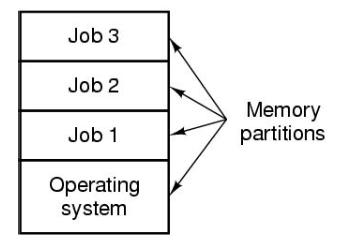 Job 3
Job 2
Job 1
Operating
system
Memory
partitions